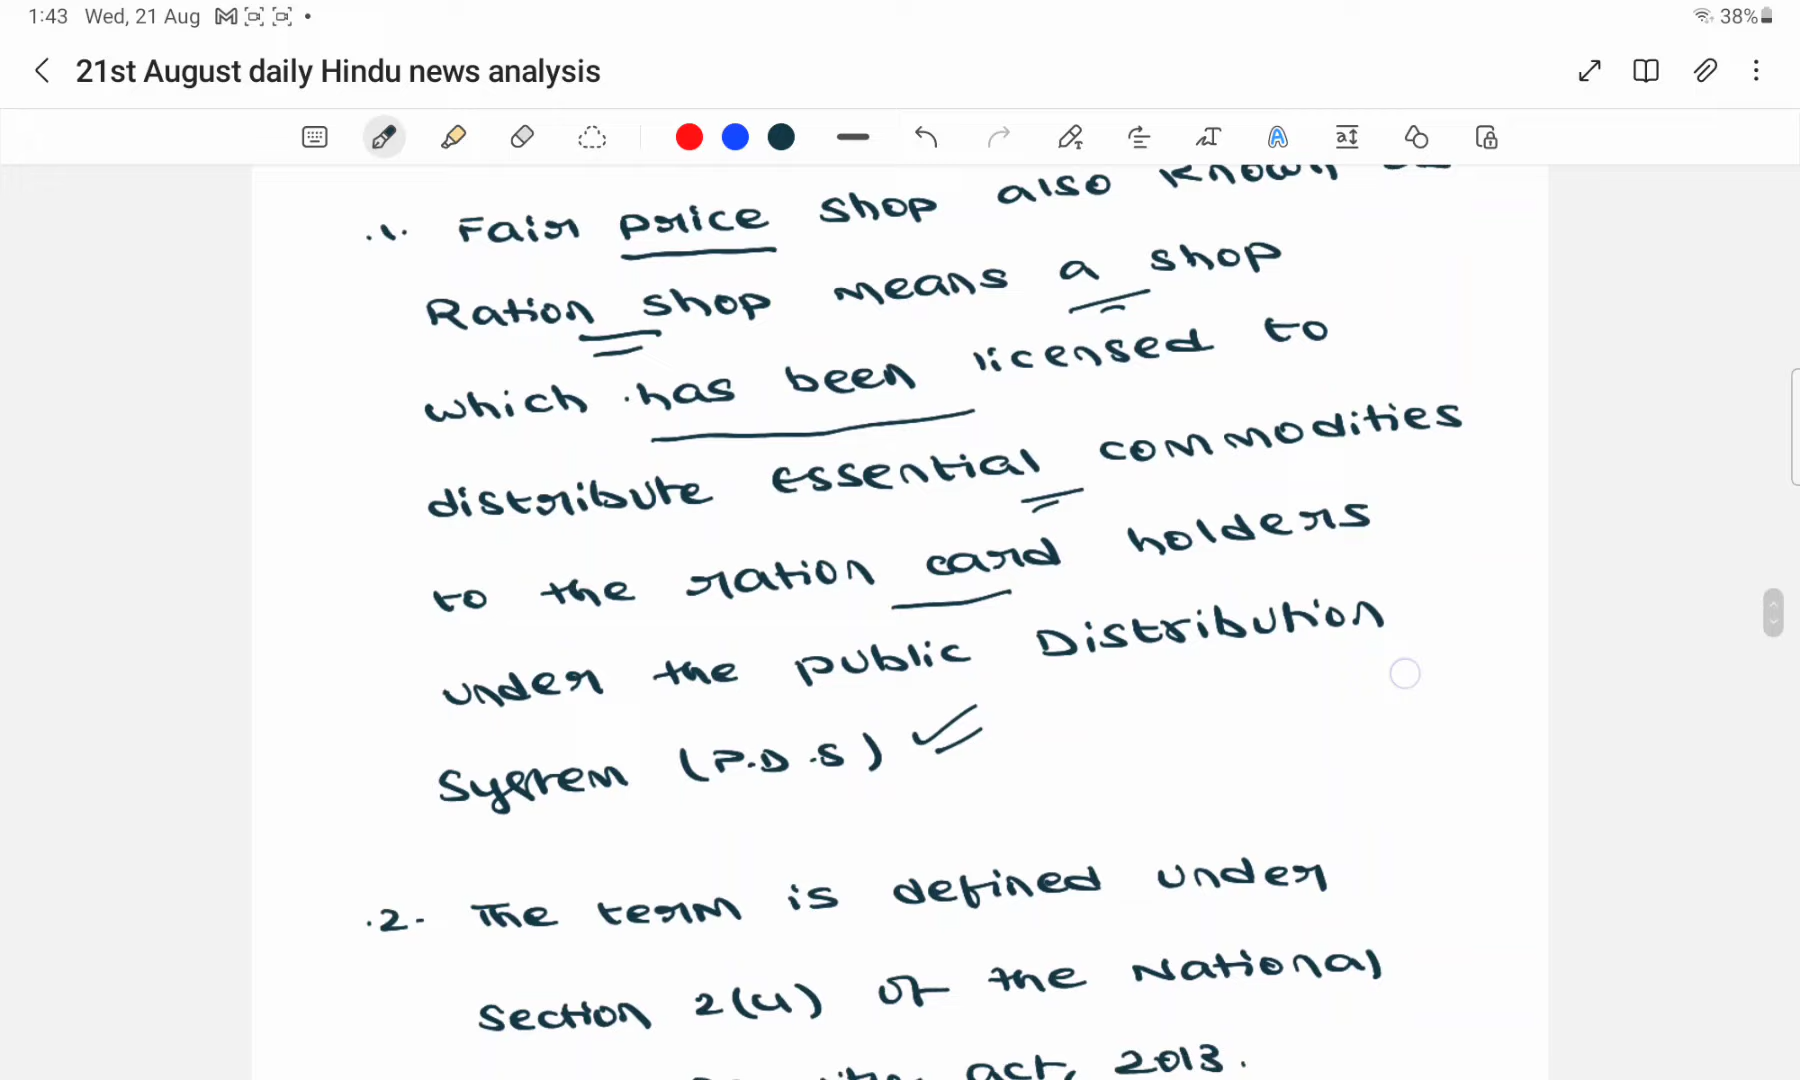 1:43 Wed, 21 Aug
38%
21st August daily Hindu news analysis
.1. Fair price shop also known
Ration shop means a shop
which has been licensed to
distribute essential commodities
to the ration card holders
under the public Distribution
System (P.D.S)
.2. The term is defined under
Section 2(4) of the National
act, 2013.